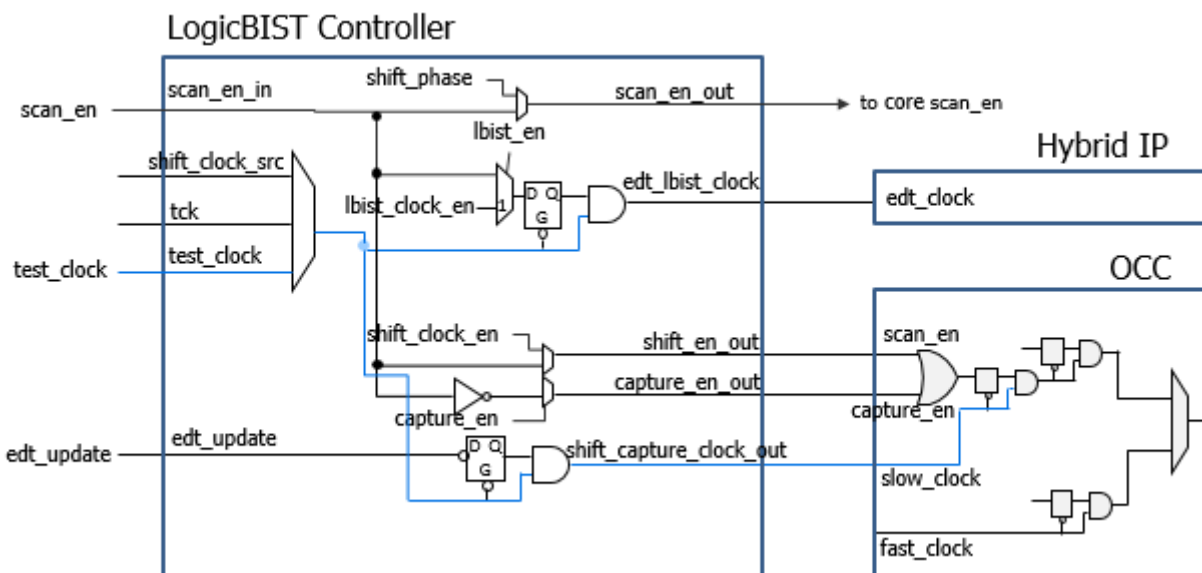 LogicBIST Controller
shift_phase
scan_en_in
scan_en
scan_en_out
to core scan_en
lbist_en
Hybrid IP
shift_clock_src
edt_lbist_clock
edt_clock
lbist_clock_en
1
D Q
G
tck
test_clock
test_clock
OCC
shift_clock_en
shift_en_out
scan_en
capture_en_out
capture_en
capture_en
edt_update
edt_update
D Q
G
shift_capture_clock_out
slow_clock
fast_clock